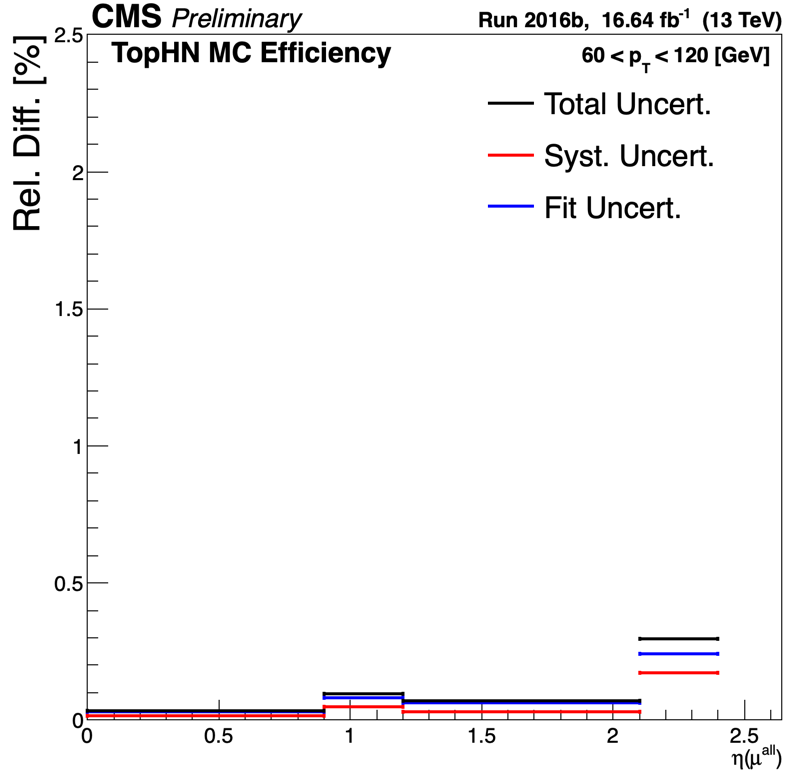 CMS Preliminary Run 2016b, 16.64 fb⁻¹ (13 TeV)
TopHN MC Efficiency
60 < p_T < 120 [GeV]
Total Uncert.
Syst. Uncert.
Fit Uncert.
Rel. Diff. [%]
2.5
2
1.5
1
0.5
0
0 0.5 1 1.5 2 2.5
η(μ^all)